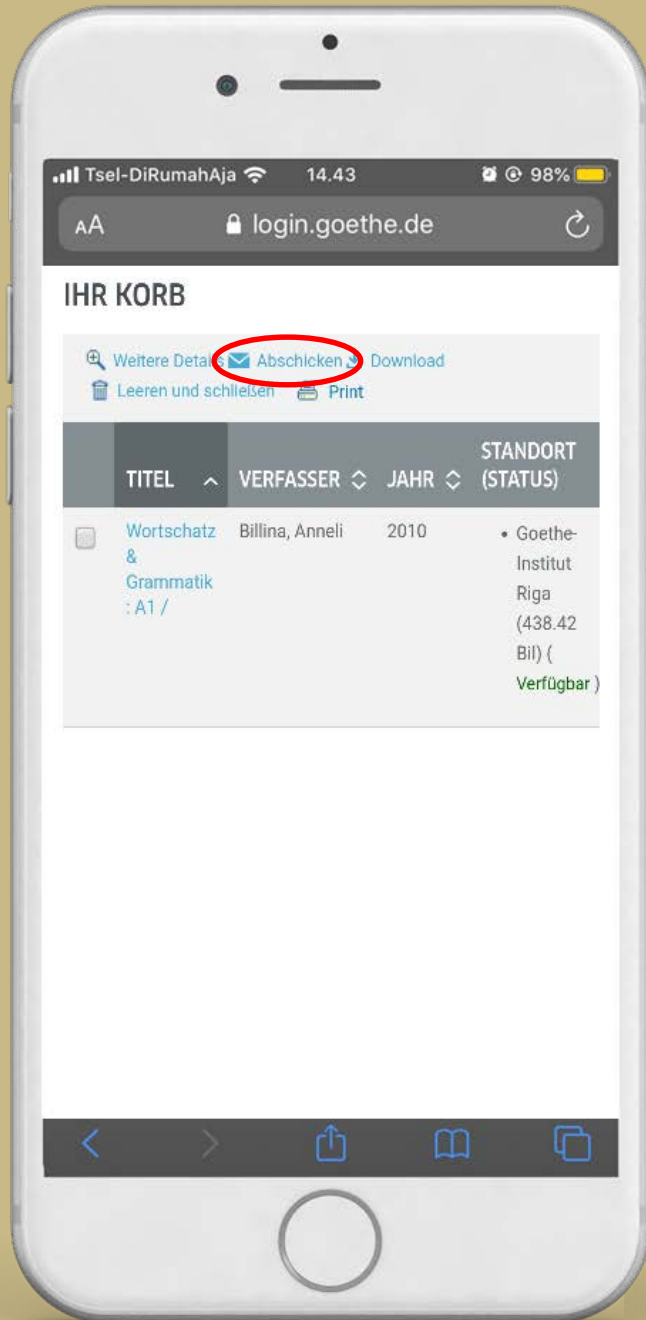 Tsel-DiRumahAja 14.43 98%
AA login.goethe.de
IHR KORB
Weitere Details Abschicken Download
Leeren und schließen Print
TITEL VERFASSER JAHR STANDORT (STATUS)
Wortschatz Billina, Anneli 2010 • Goethe-
& Institut
Grammatik Riga
: A1 / (438.42
Bil) (
Verfügbar )